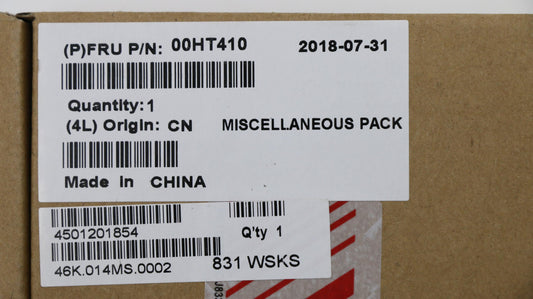 (P)FRU P/N: 00HT410 2018-07-31
Quantity:1
(4L) Origin: CN MISCELLANEOUS PACK
Made in CHINA
4501201854 Q'ty 1
46K.014MS.0002 831 WSKS